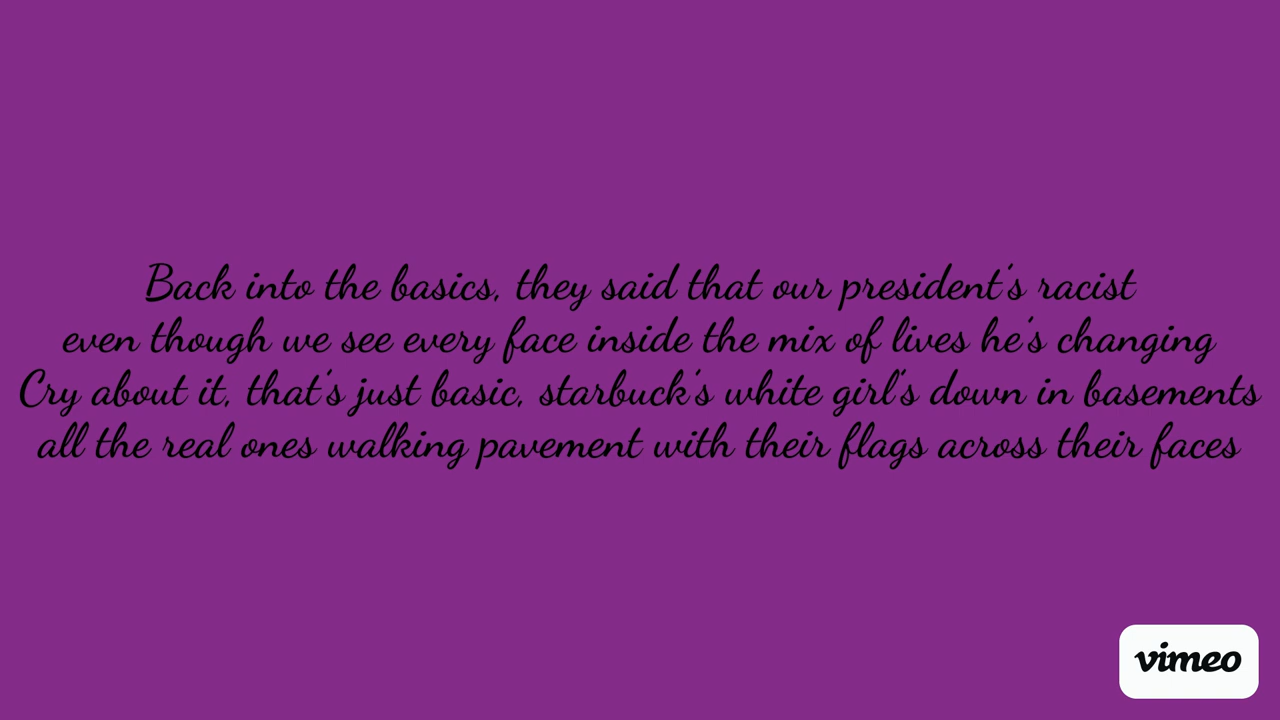 Back into the basics, they said that our president's racist
even though we see every face inside the mix of lives he's changing
Cry about it, that's just basic, starbuck's white girl's down in basements
all the real ones walking pavement with their flags across their faces
vimeo